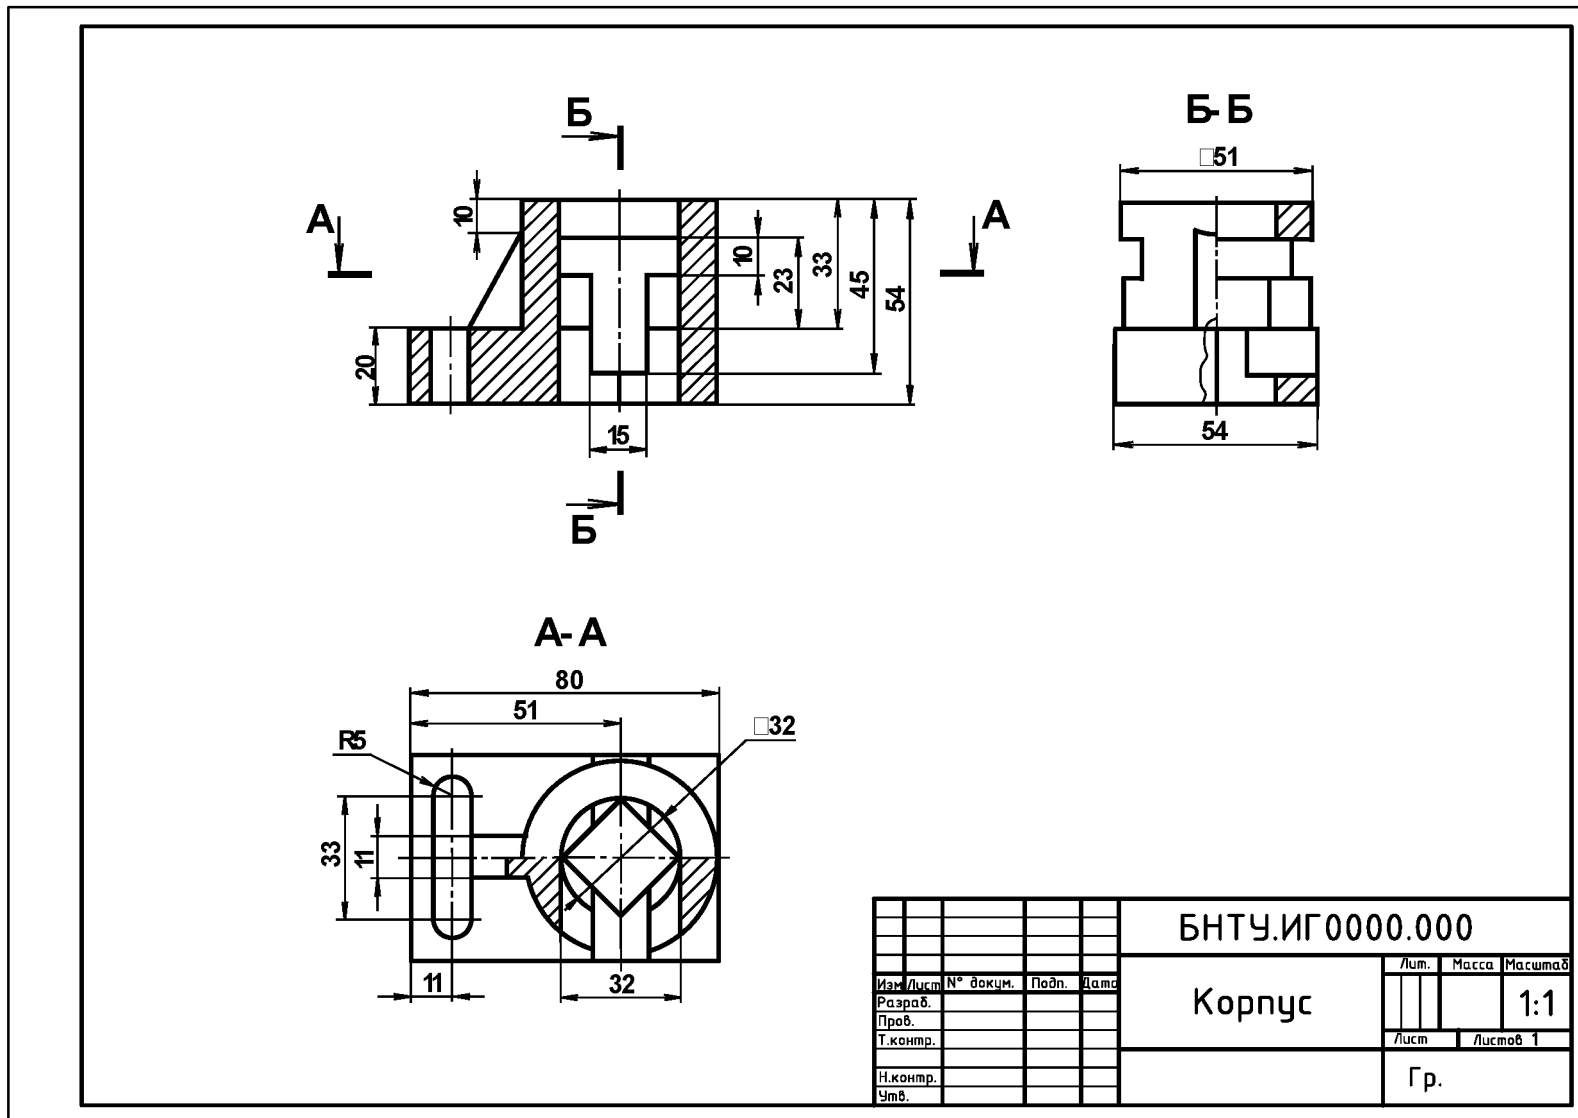 Б
Б-Б
□51
А
А
10
10
23
33
45
54
20
15
54
Б
А-А
80
51
□32
R5
33
11
11
32
БНТУ.ИГ0000.000
Изм Лист N° докум. Подп. Дата
Лит. Масса Масштаб
Разраб.
Корпус
1:1
Пров.
Т.контр.
Лист Листов 1
Н.контр.
Гр.
Утв.